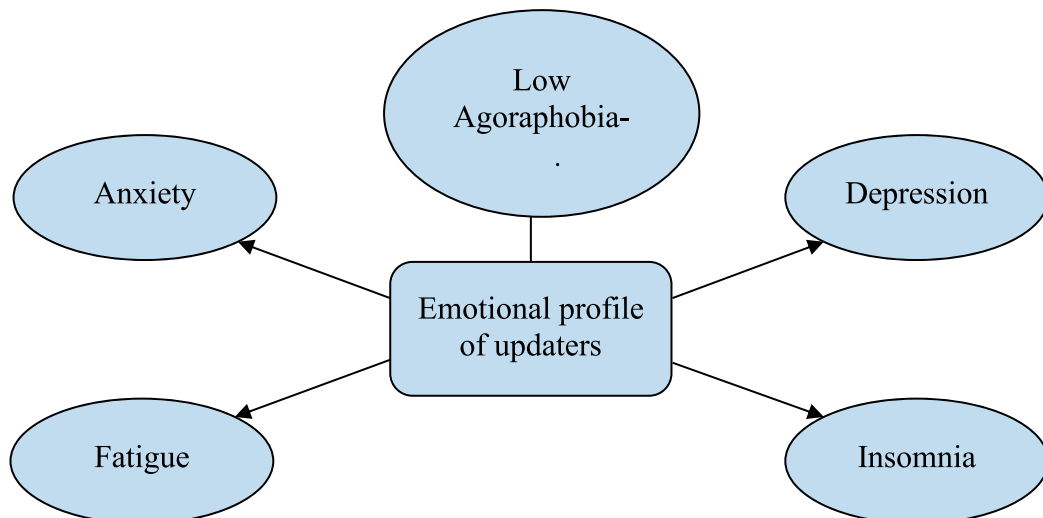 Low
Agoraphobia-
.
Anxiety
Depression
Emotional profile
of updaters
Fatigue
Insomnia